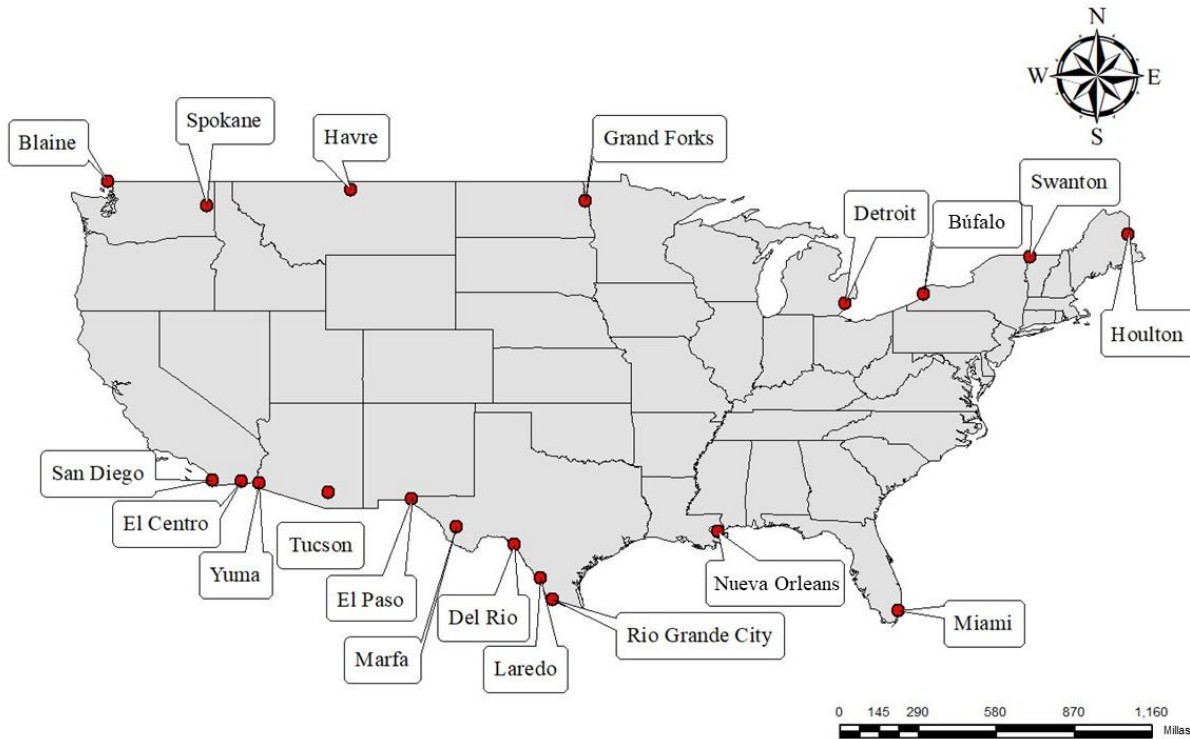 N
W E
S
Spokane
Blaine
Havre
Grand Forks
Detroit
Búfalo
Swanton
Houlton
San Diego
El Centro
Yuma
Tucson
El Paso
Marfa
Del Rio
Laredo
Rio Grande City
Nueva Orleans
Miami
0 145 290 580 870 1,160
Millas